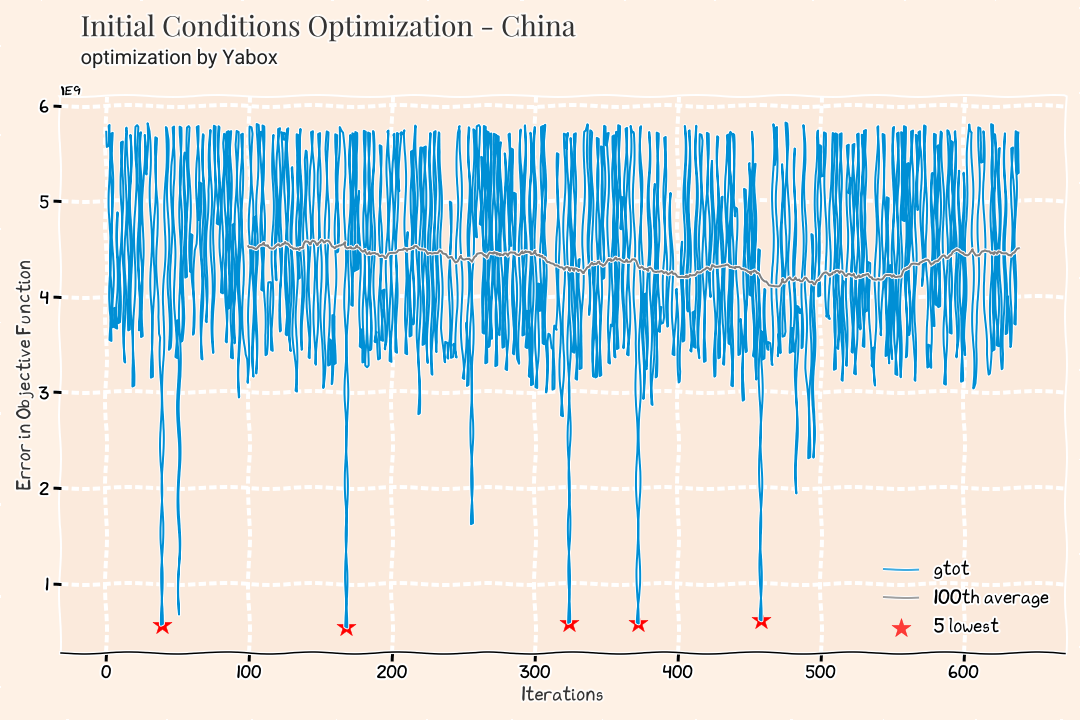 Initial Conditions Optimization - China
optimization by Yabox
1E9
6
5
4
3
2
1
Error in Objective Function
gtot
100th average
5 lowest
0 100 200 300 400 500 600
Iterations